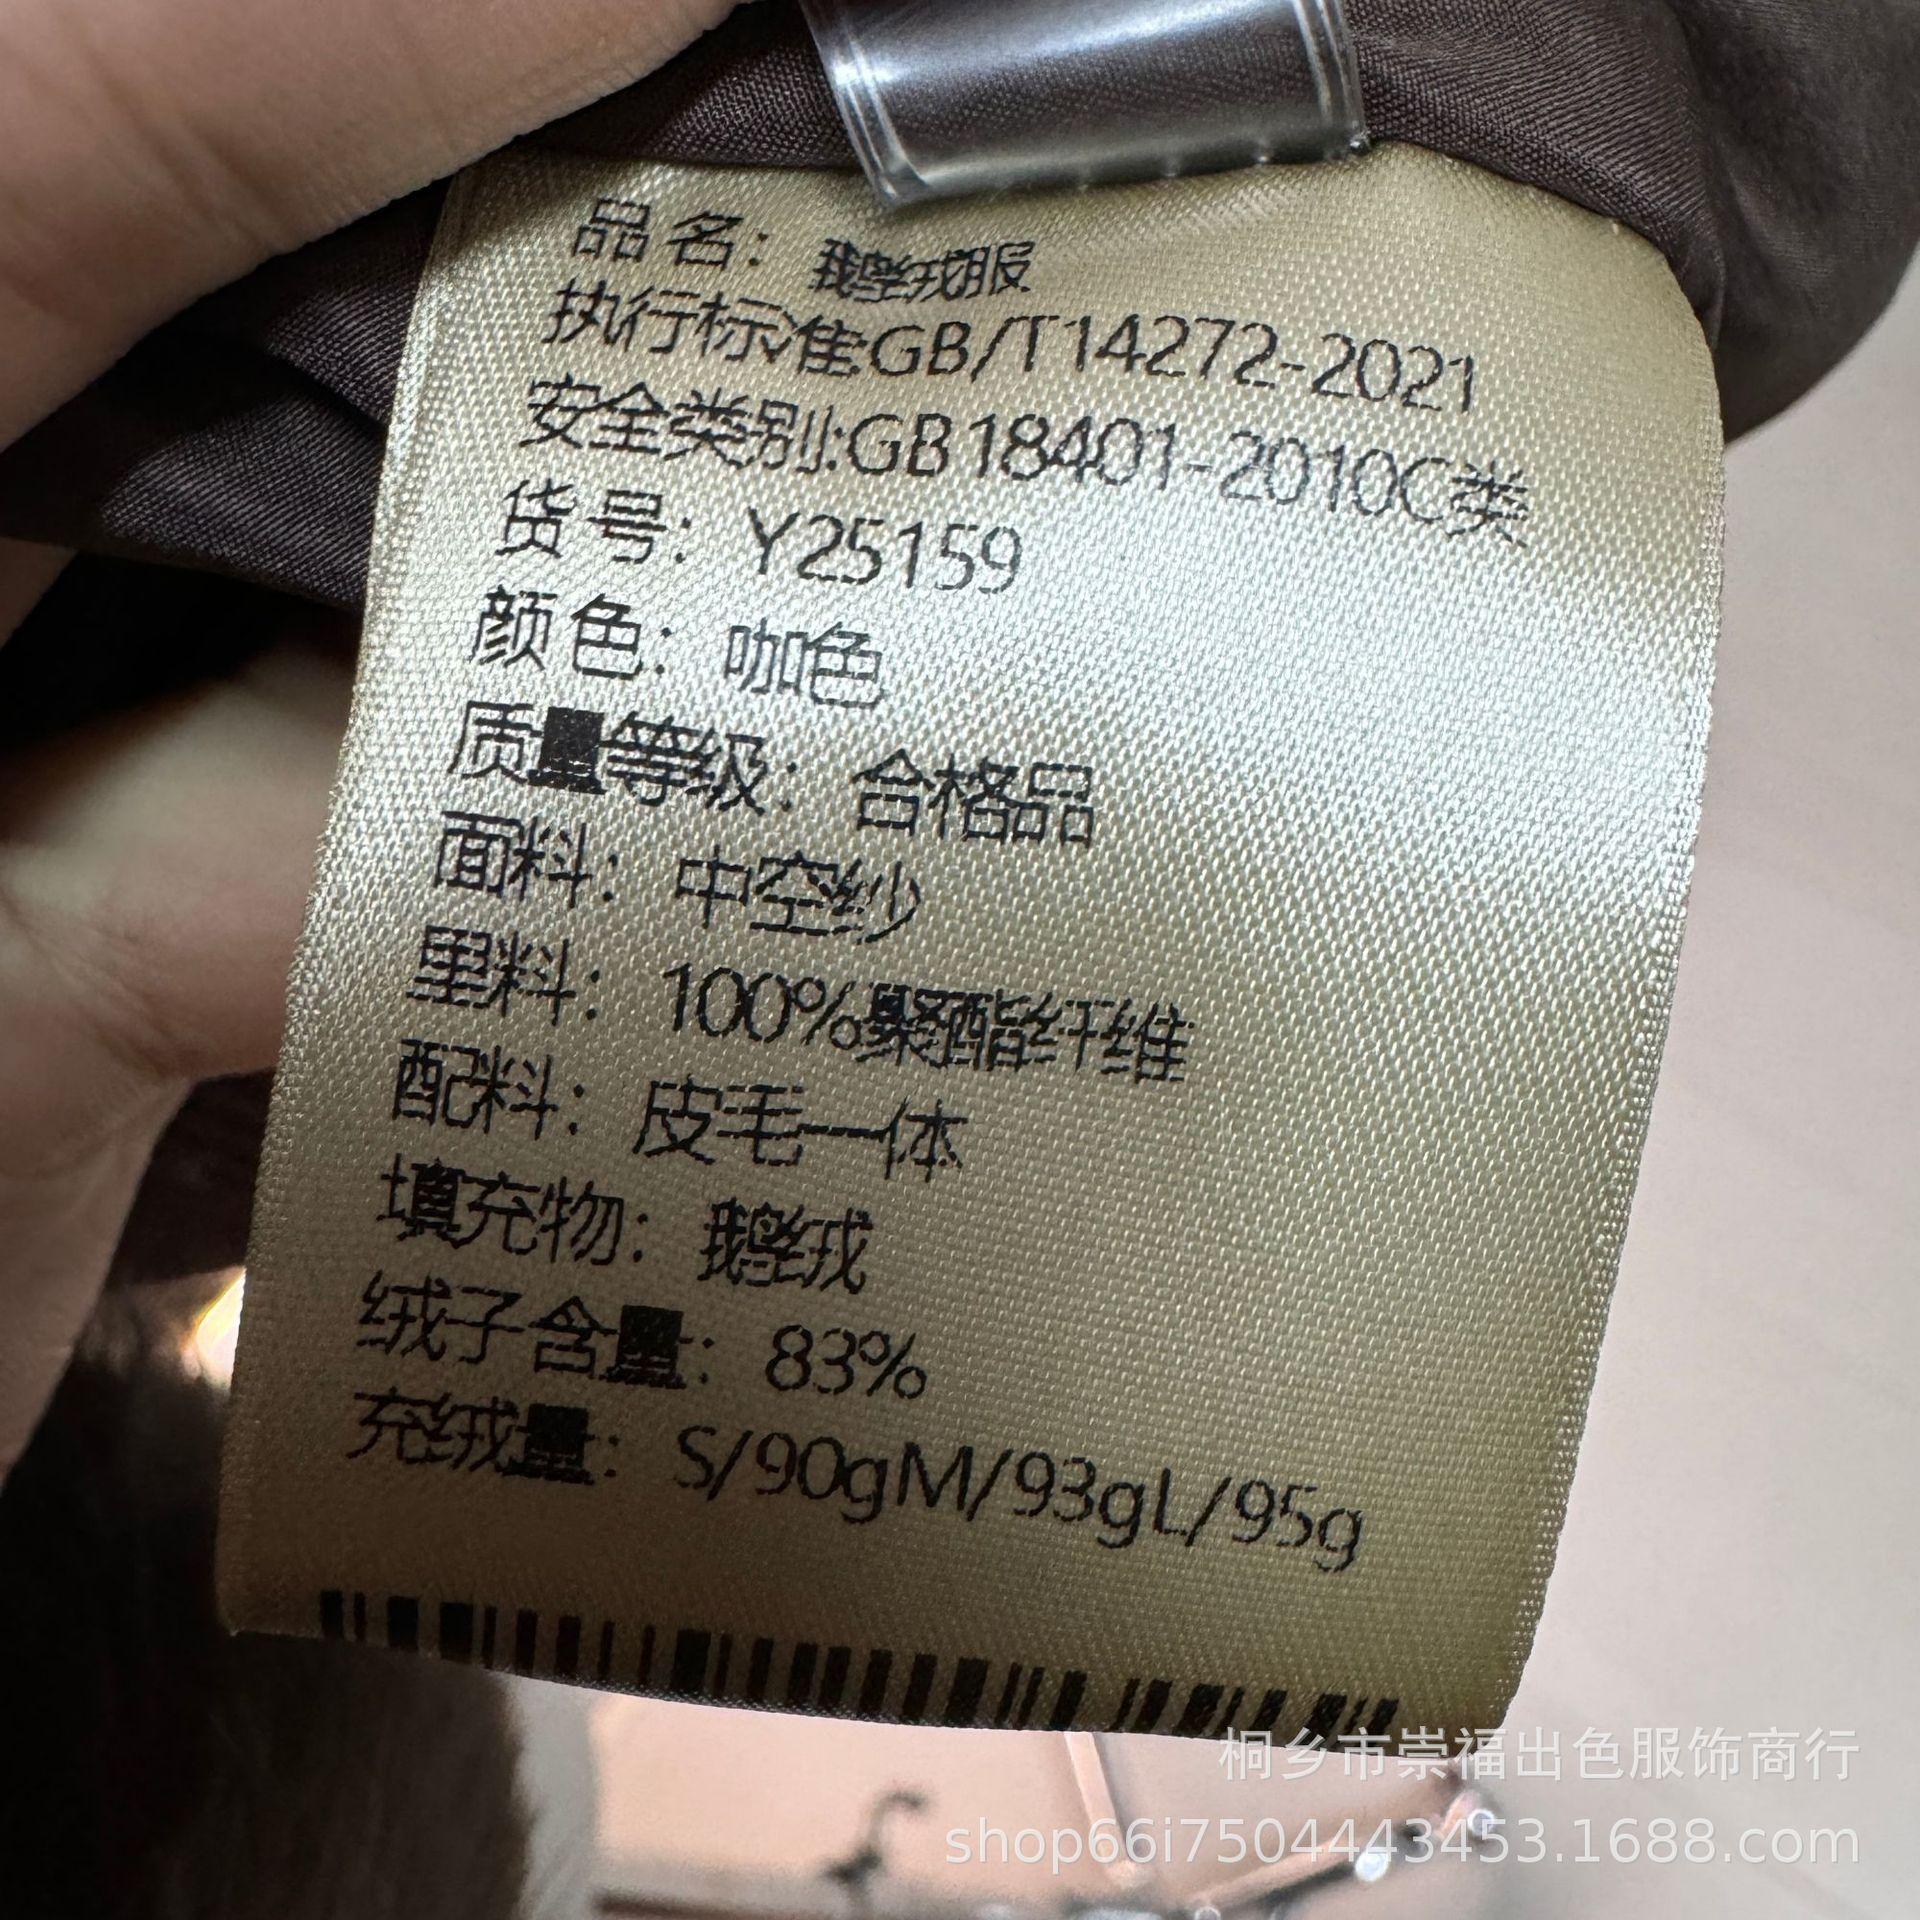 品名：鹅绒服
执行标准GB/T14272-2021
安全类别:GB18401-2010C类
货号：Y25159
颜色：咖色
质量等级：合格品
面料：中空纱
里料：100%聚酯纤维
配料：皮毛一体
填充物：鹅绒
绒子含量：83%
充绒量：S/90gM/93gL/95g
桐乡市崇福出色服饰商行
shop66i7504443453.1688.com